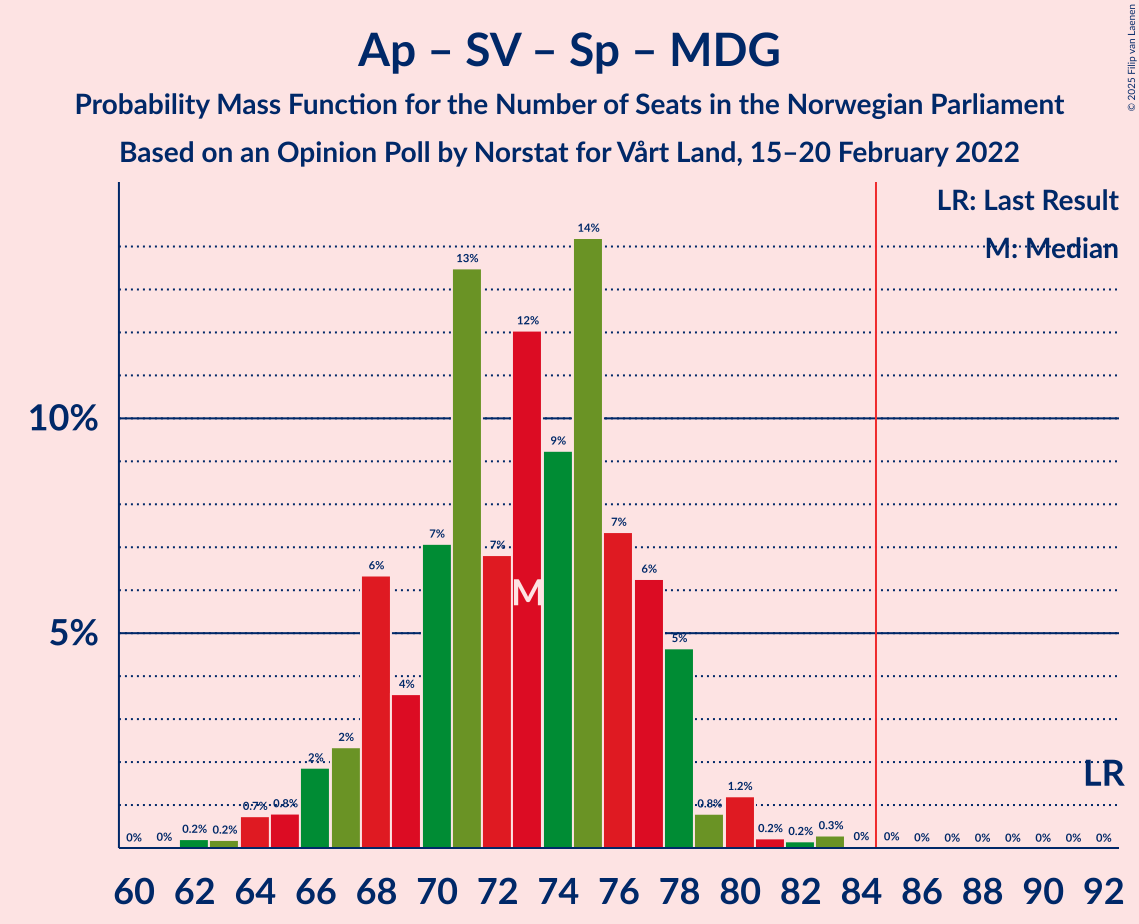 Ap – SV – Sp – MDG
Probability Mass Function for the Number of Seats in the Norwegian Parliament
Based on an Opinion Poll by Norstat for Vårt Land, 15–20 February 2022
© 2025 Filip van Laenen
LR: Last Result
M: Median
10%
5%
0% 0% 0.2% 0.2% 0.7% 0.8% 2% 2% 6% 4% 7% 13% 7% 12% 9% 14% 7% 6% 5% 0.8% 1.2% 0.2% 0.2% 0.3% 0% 0% 0% 0% 0% 0% 0% 0% 0%
M
LR
60 62 64 66 68 70 72 74 76 78 80 82 84 86 88 90 92